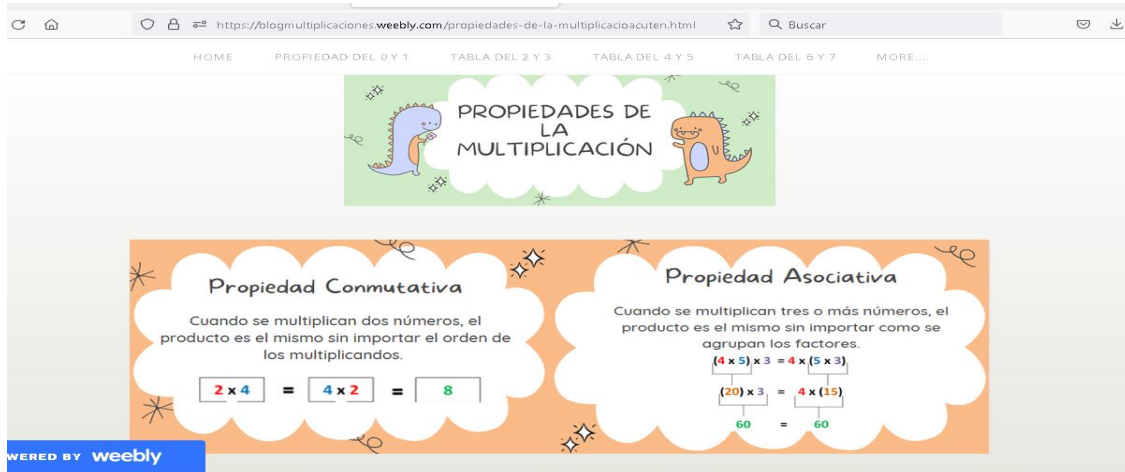 https://blogmultiplicaciones.weebly.com/propiedades-de-la-multiplicacioacuten.html
Buscar
HOME PROPIEDAD DEL 0 Y 1 TABLA DEL 2 Y 3 TABLA DEL 4 Y 5 TABLA DEL 6 Y 7 MORE...
PROPIEDADES DE
LA
MULTIPLICACIÓN
Propiedad Conmutativa
Cuando se multiplican dos números, el
producto es el mismo sin importar el orden de
los multiplicandos.
2 x 4 = 4 x 2 = 8
Propiedad Asociativa
Cuando se multiplican tres o más números, el
producto es el mismo sin importar como se
agrupan los factores.
(4 x 5) x 3 = 4 x (5 x 3)
(20) x 3 = 4 x (15)
60 = 60
WERED BY weebly